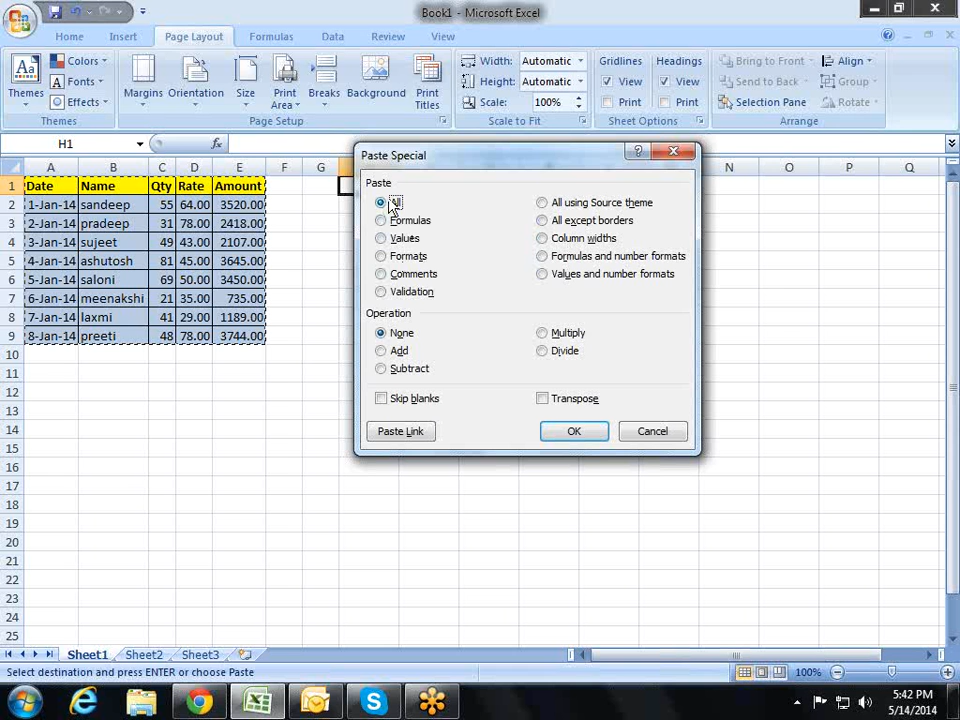 Book1 - Microsoft Excel
Home Insert Page Layout Formulas Data Review View
Aa Themes Colors Fonts Effects Margins Orientation Size Print Area Breaks Background Print Titles Width: Automatic Height: Automatic Scale: 100% Gridlines View Print Headings View Print Bring to Front Send to Back Selection Pane Align Group Rotate
Themes Page Setup Scale to Fit Sheet Options Arrange
H1 fx
A B C D E F G N O P Q
1 Date Name Qty Rate Amount
2 1-Jan-14 sandeep 55 64.00 3520.00
3 2-Jan-14 pradeep 31 78.00 2418.00
4 3-Jan-14 sujeet 49 43.00 2107.00
5 4-Jan-14 ashutosh 81 45.00 3645.00
6 5-Jan-14 saloni 69 50.00 3450.00
7 6-Jan-14 meenakshi 21 35.00 735.00
8 7-Jan-14 laxmi 41 29.00 1189.00
9 8-Jan-14 preeti 48 78.00 3744.00
10
11
12
13
14
15
16
17
18
19
20
21
22
23
24
25
Paste Special
Paste
All All using Source theme
Formulas All except borders
Values Column widths
Formats Formulas and number formats
Comments Values and number formats
Validation
Operation
None Multiply
Add Divide
Subtract
Skip blanks Transpose
Paste Link OK Cancel
Sheet1 Sheet2 Sheet3
Select destination and press ENTER or choose Paste 100%
5:42 PM
5/14/2014